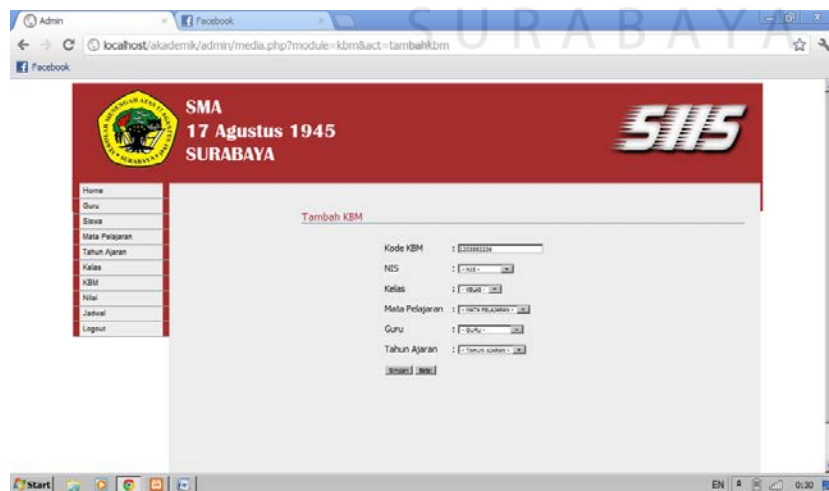 SURABAYA
Admin
Facebook
localhost/akademik/admin/media.php?module=kbm&act=tambahkbm
Facebook
SMA
17 Agustus 1945
SURABAYA
Home
Guru
Siswa
Mata Pelajaran
Tahun Ajaran
Kelas
KBM
Nilai
Jadwal
Logout
Tambah KBM
Kode KBM :
NIS : - NIS -
Kelas : - KELAS -
Mata Pelajaran : - MATA PELAJARAN -
Guru : - GURU -
Tahun Ajaran : - TAHUN AJARAN -
Simpan Batal
Start
EN
0:30